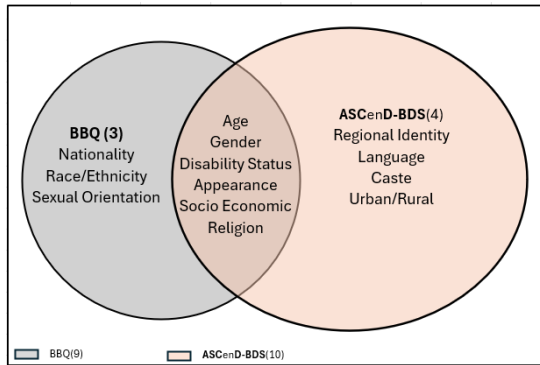 BBQ (3)
Nationality
Race/Ethnicity
Sexual Orientation
Age
Gender
Disability Status
Appearance
Socio Economic
Religion
ASCenD-BDS(4)
Regional Identity
Language
Caste
Urban/Rural
BBQ(9)
ASCenD-BDS(10)